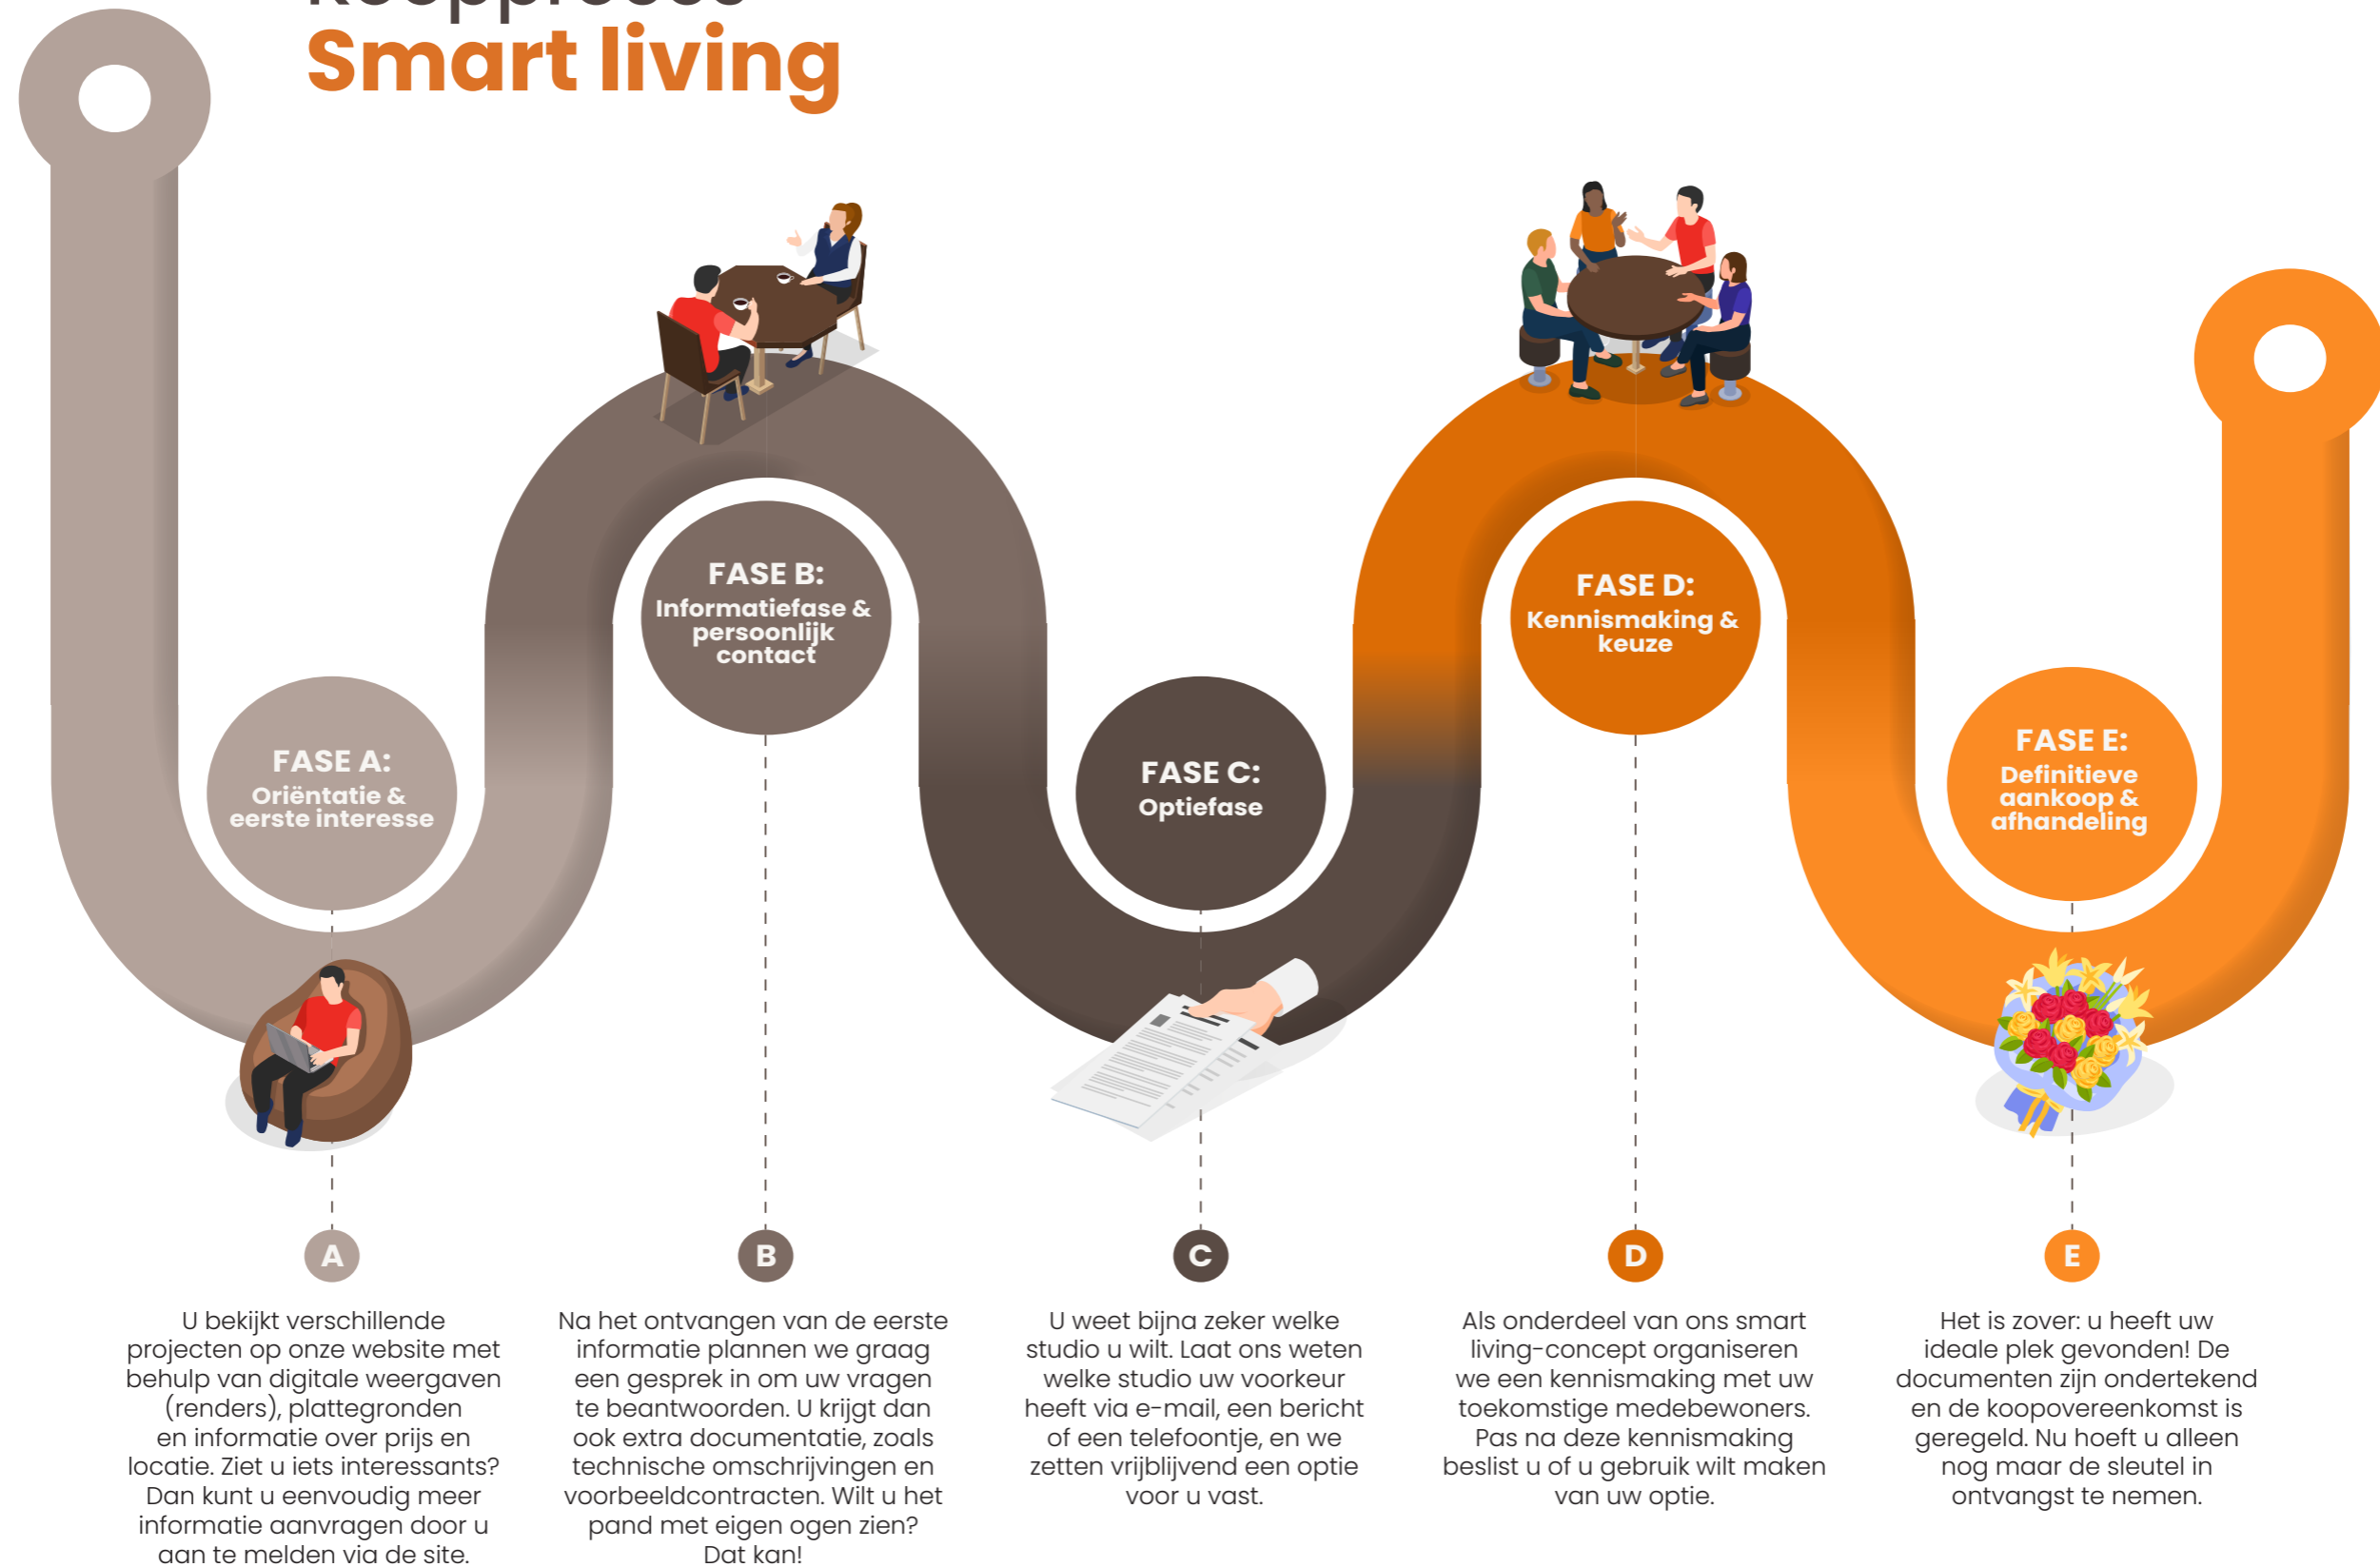 Koopproces
Smart living
FASE B:
Informatiefase &
persoonlijk
contact
FASE D:
Kennismaking &
keuze
FASE A:
Oriëntatie &
eerste interesse
FASE C:
Optiefase
FASE E:
Definitieve
aankoop &
afhandeling
A
U bekijkt verschillende
projecten op onze website met
behulp van digitale weergaven
(renders), plattegronden
en informatie over prijs en
locatie. Ziet u iets interessants?
Dan kunt u eenvoudig meer
informatie aanvragen door u
aan te melden via de site.
B
Na het ontvangen van de eerste
informatie plannen we graag
een gesprek in om uw vragen
te beantwoorden. U krijgt dan
ook extra documentatie, zoals
technische omschrijvingen en
voorbeeldcontracten. Wilt u het
pand met eigen ogen zien?
Dat kan!
C
U weet bijna zeker welke
studio u wilt. Laat ons weten
welke studio uw voorkeur
heeft via e-mail, een bericht
of een telefoontje, en we
zetten vrijblijvend een optie
voor u vast.
D
Als onderdeel van ons smart
living-concept organiseren
we een kennismaking met uw
toekomstige medebewoners.
Pas na deze kennismaking
beslist u of u gebruik wilt maken
van uw optie.
E
Het is zover: u heeft uw
ideale plek gevonden! De
documenten zijn ondertekend
en de koopovereenkomst is
geregeld. Nu hoeft u alleen
nog maar de sleutel in
ontvangst te nemen.